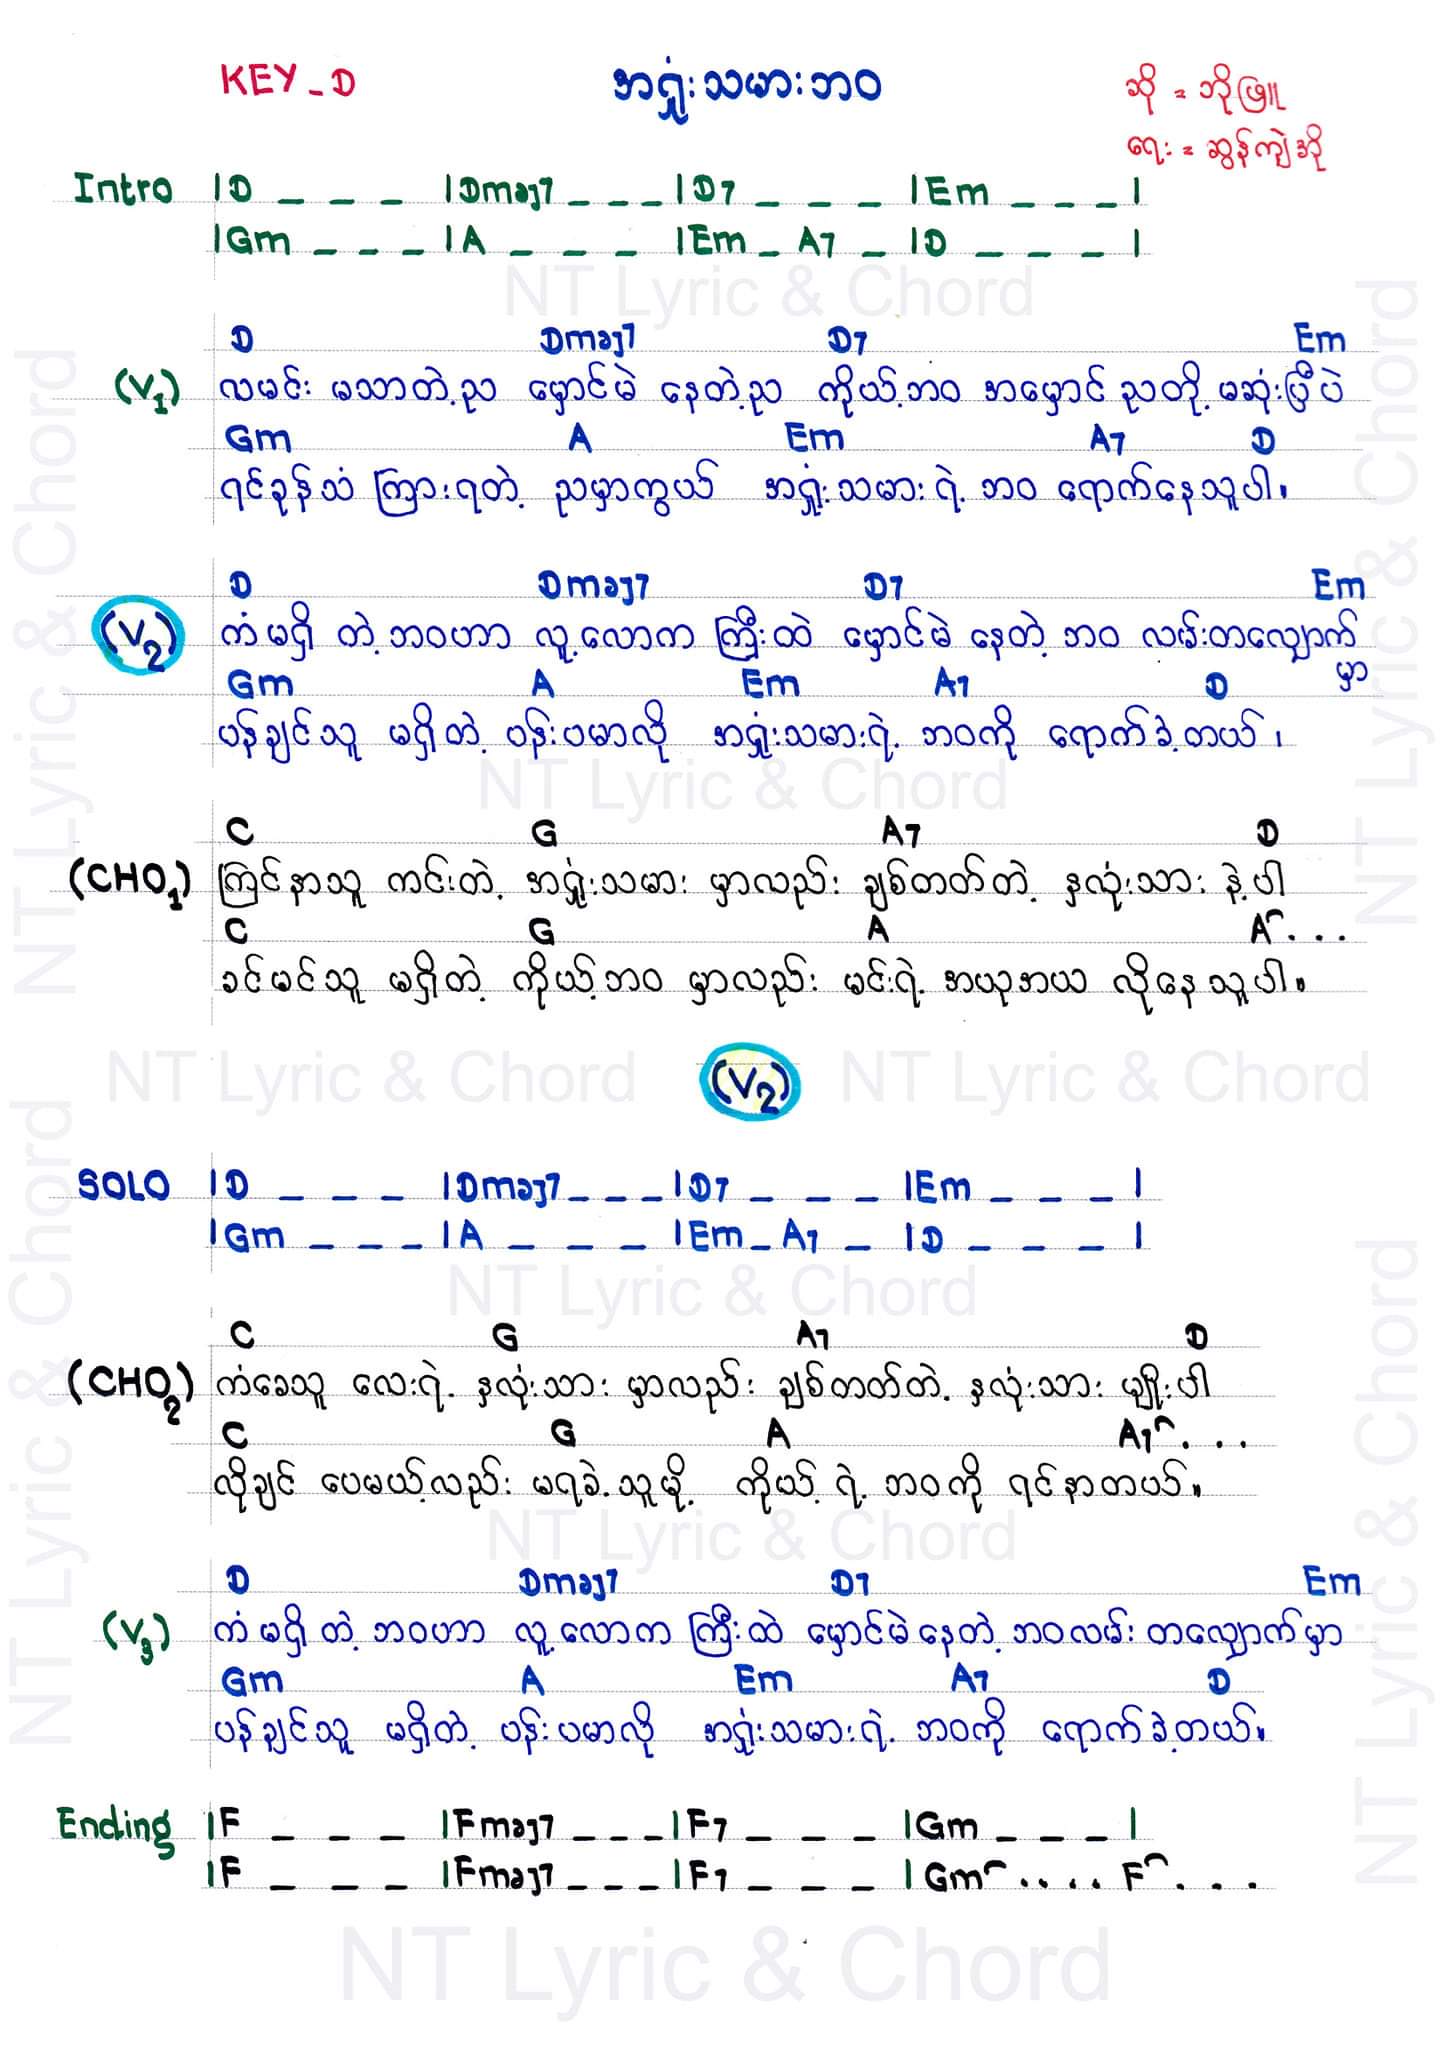 KEY - D
အရှုံးသမားဘဝ
ဆို = ဘိုဖြူ
ရေး = ဆွန်ကျဲအို
Intro |D _ _ _ |Dmaj7 _ _ _ |D7 _ _ _ |Em _ _ _ |
|Gm _ _ _ |A _ _ _ |Em _ A7 _ |D _ _ _ |
NT Lyric & Chord
D Dmaj7 D7 Em
(V1) လမင်း မသာတဲ့ည မှောင်မဲ နေတဲ့ည ကိုယ့်ဘဝ အမှောင် ညတို့ မဆုံးပြီပဲ
Gm A Em A7 D
ရင်ခုန်သံ ကြားရတဲ့ ညမှာကွယ် အရှုံးသမား ရဲ့ ဘဝ ရောက်နေသူပါ။
D Dmaj7 D7 Em
(V2) ကံမရှိ တဲ့ ဘဝဟာ လူ့လောက ကြီးထဲ မှောင်မဲ နေတဲ့ ဘဝ လမ်းတလျှောက်
မှာ
Gm A Em A7 D
ပန်ချင်သူ မရှိတဲ့ ပန်းပမာလို အရှုံးသမားရဲ့ ဘဝကို ရောက်ခဲ့တယ်၊
NT Lyric & Chord
C G A7 D
(CHO1) ကြင်နာသူ ကင်းတဲ့ အရှုံးသမား မှာလည်း ချစ်တတ်တဲ့ နှလုံးသား နဲ့ပါ
C G A A⌒...
ခင်မင်သူ မရှိတဲ့ ကိုယ့်ဘဝ မှာလည်း မင်းရဲ့ အယုအယ လိုနေသူပါ။
NT Lyric & Chord (V2) NT Lyric & Chord
SOLO |D _ _ _ |Dmaj7 _ _ _ |D7 _ _ _ |Em _ _ _ |
|Gm _ _ _ |A _ _ _ |Em _ A7 _ |D _ _ _ |
NT Lyric & Chord
C G A7 D
(CHO2) ကံခေသူ လေးရဲ့ နှလုံးသား မှာလည်း ချစ်တတ်တဲ့ နှလုံးသား မျိုးပါ
C G A A7⌒...
လိုချင် ပေမယ့်လည်း မရခဲ့သူမို့ ကိုယ့် ရဲ့ ဘဝကို ရင်နာတယ်။
NT Lyric & Chord
D Dmaj7 D7 Em
(V3) ကံ မရှိ တဲ့ ဘဝဟာ လူ့လောက ကြီးထဲ မှောင်မဲနေတဲ့ ဘဝလမ်း တလျှောက်မှာ
Gm A Em A7 D
ပန်ချင်သူ မရှိတဲ့ ပန်းပမာလို အရှုံးသမားရဲ့ ဘဝကို ရောက်ခဲ့တယ်။
Ending |F _ _ _ |Fmaj7 _ _ _ |F7 _ _ _ |Gm _ _ _ |
|F _ _ _ |Fmaj7 _ _ _ |F7 _ _ _ |Gm⌒.... F⌒...
NT Lyric & Chord
NT Lyric & Chord
NT Lyric & Chord
NT Lyric & Chord
NT Lyric & Chord